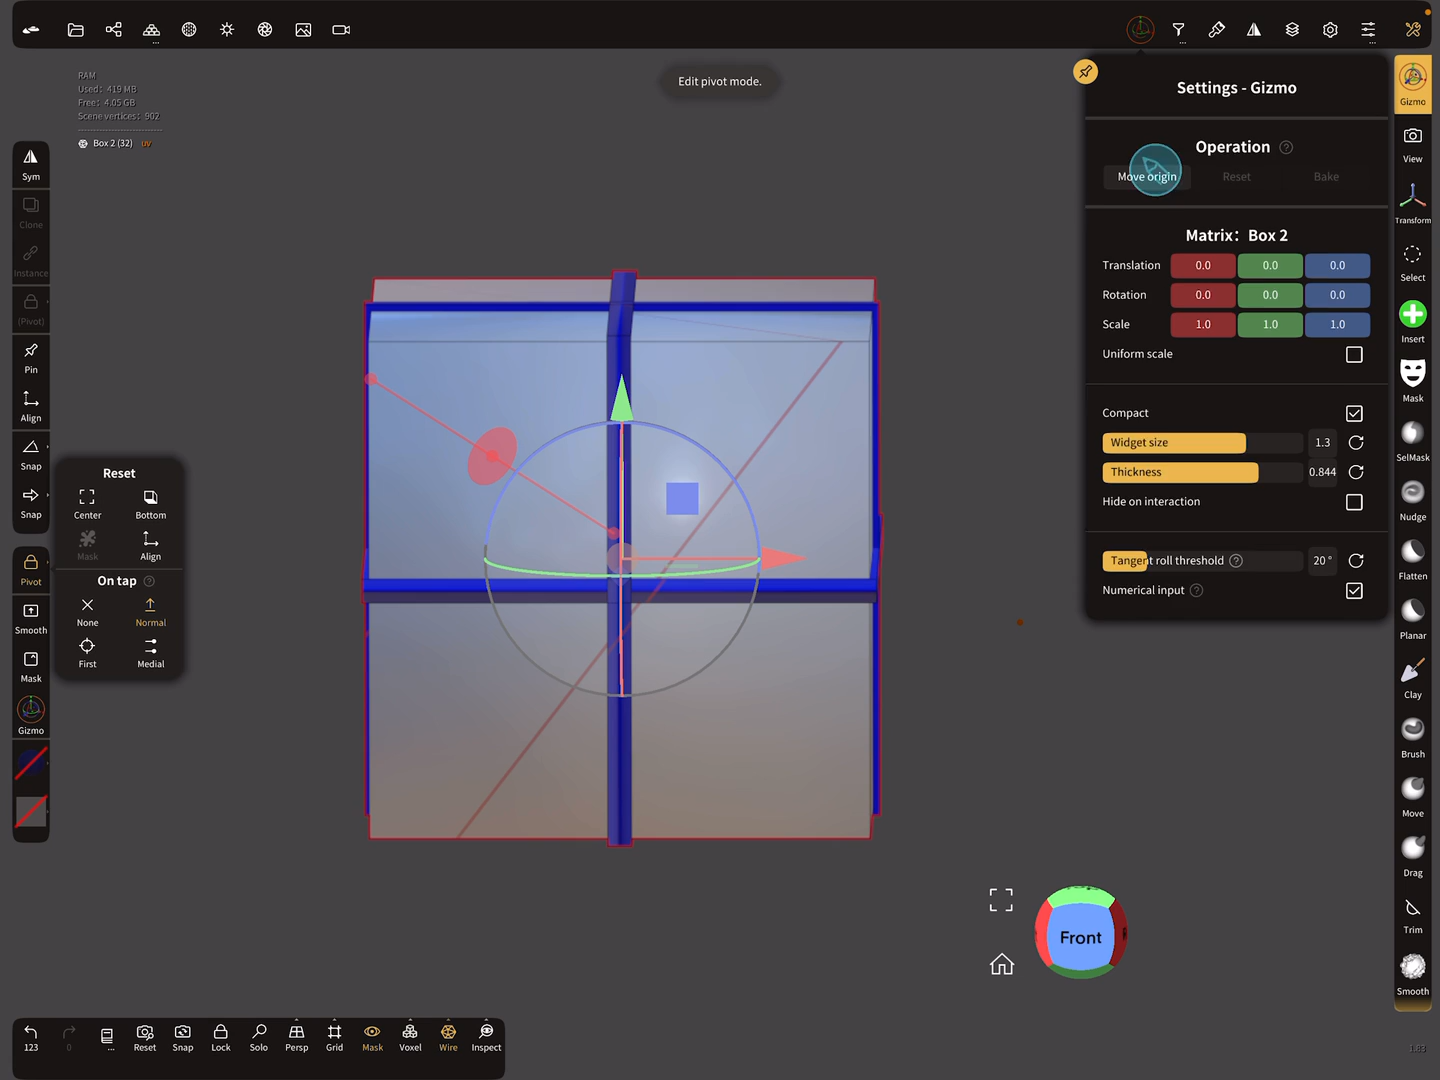 RAM
Used: 419 MB
Free: 4.05 GB
Scene vertices: 902
Box 2 (32) UV
Edit pivot mode.
Settings - Gizmo
Operation ?
Move origin
Reset
Bake
Matrix: Box 2
Translation 0.0 0.0 0.0
Rotation 0.0 0.0 0.0
Scale 1.0 1.0 1.0
Uniform scale
Compact
Widget size 1.3
Thickness 0.844
Hide on interaction
Tangent roll threshold ? 20°
Numerical input ?
Sym
Clone
Instance
(Pivot)
Pin
Align
Snap
Snap
Pivot
Smooth
Mask
Gizmo
Reset
Center
Bottom
Mask
Align
On tap ?
None
Normal
First
Medial
Gizmo
View
Transform
Select
Insert
Mask
SelMask
Nudge
Flatten
Planar
Clay
Brush
Move
Drag
Trim
Smooth
Front
123
0
...
Reset
Snap
Lock
Solo
Persp
Grid
Mask
Voxel
Wire
Inspect
1.83